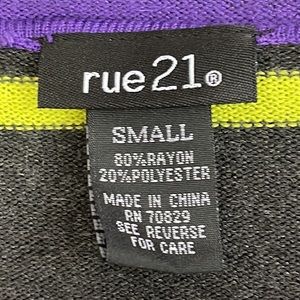 rue21®
SMALL
80%RAYON
20%POLYESTER
MADE IN CHINA
RN 70829
SEE REVERSE
FOR CARE